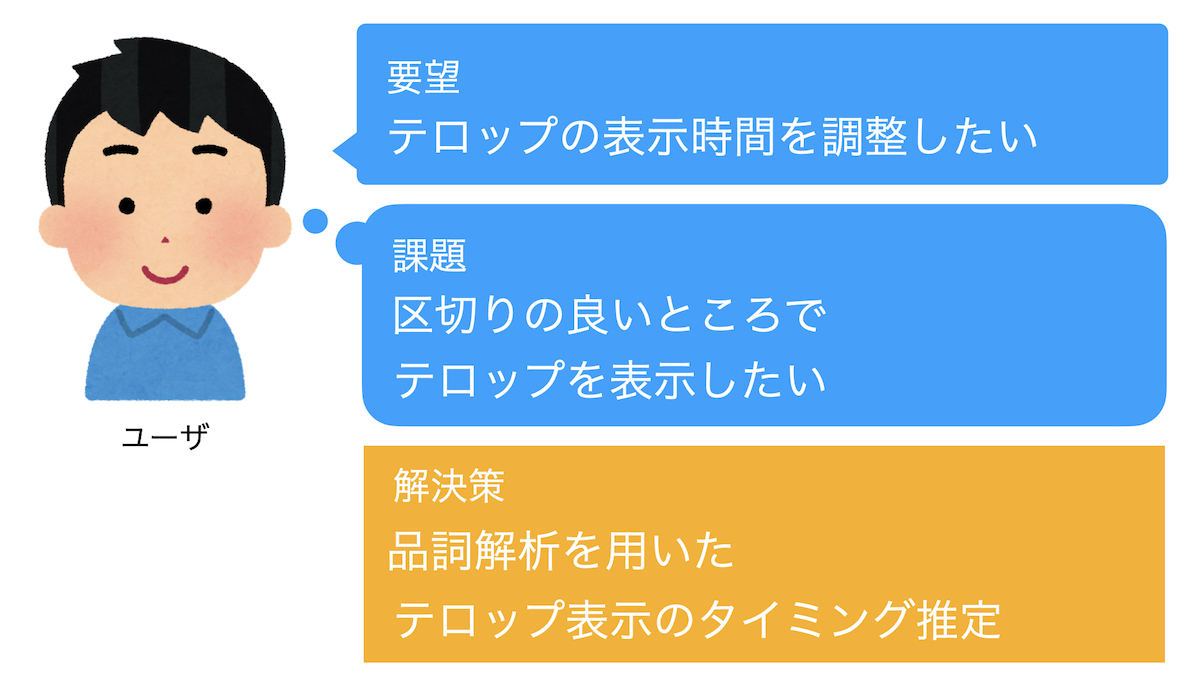 要望
テロップの表示時間を調整したい
課題
区切りの良いところで
テロップを表示したい
ユーザ
解決策
品詞解析を用いた
テロップ表示のタイミング推定